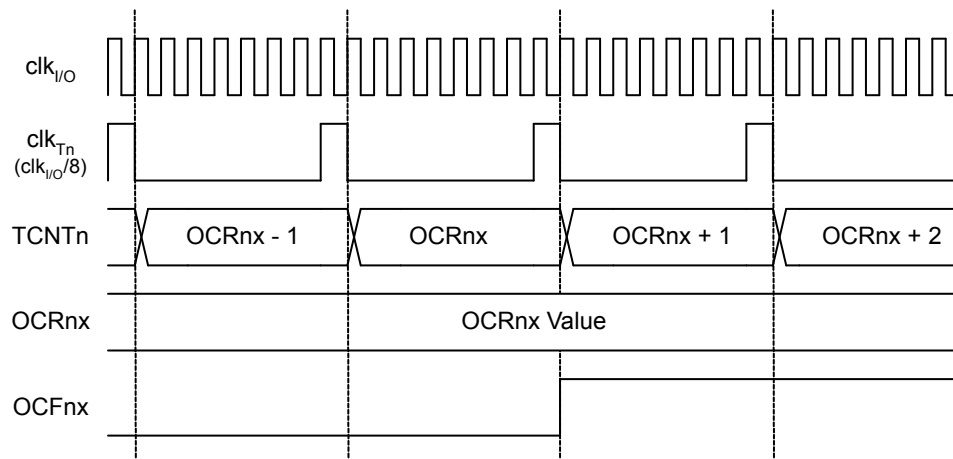 clkI/O
clkTn
(clkI/O/8)
TCNTn
OCRnx - 1
OCRnx
OCRnx + 1
OCRnx + 2
OCRnx
OCRnx Value
OCFnx